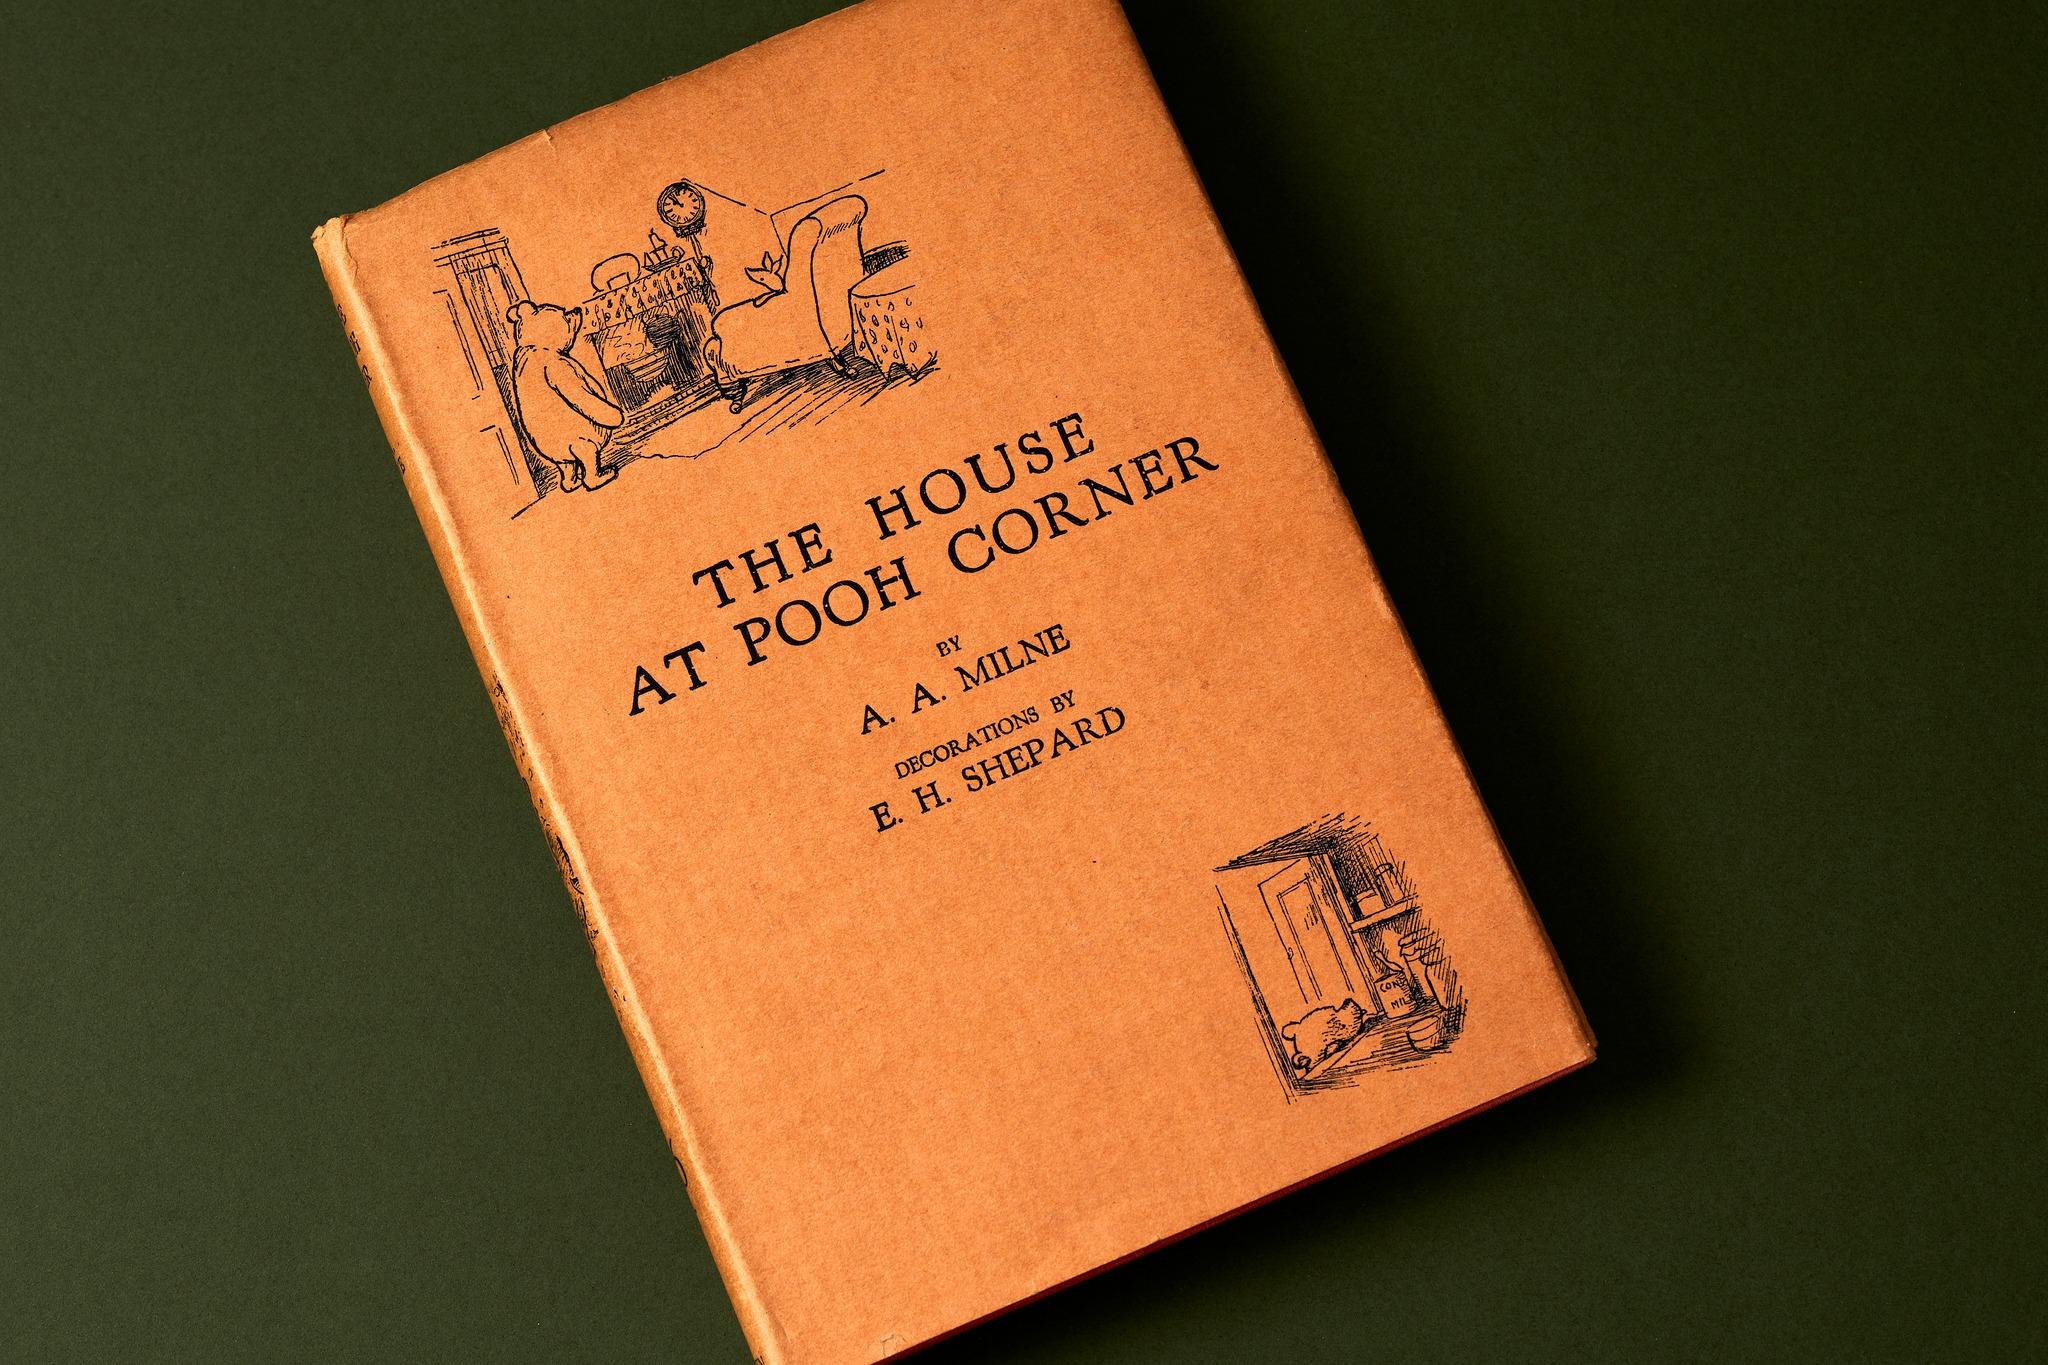 THE HOUSE
AT POOH CORNER
BY
A. A. MILNE
DECORATIONS BY
E. H. SHEPARD